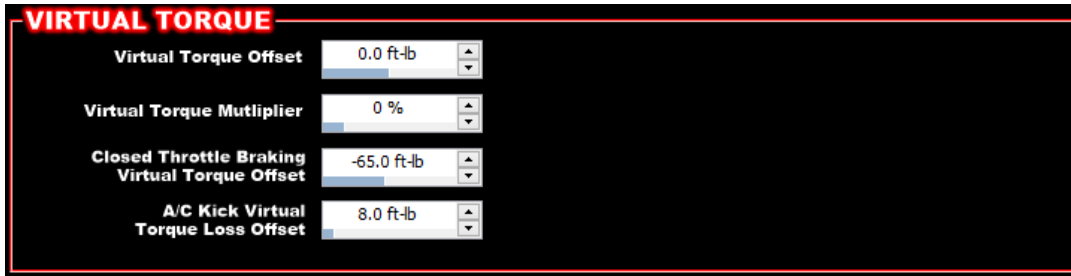 VIRTUAL TORQUE
Virtual Torque Offset 0.0 ft-lb
Virtual Torque Mutliplier 0 %
Closed Throttle Braking
Virtual Torque Offset -65.0 ft-lb
A/C Kick Virtual
Torque Loss Offset 8.0 ft-lb